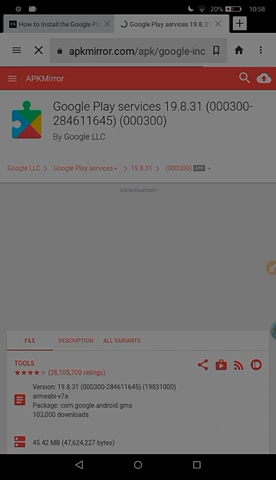 20% 10:58
How to Install the Google Pl
Google Play services 19.8.31
apkmirror.com/apk/google-inc
APKMirror
Google Play services 19.8.31 (000300-
284611645) (000300)
By Google LLC
Google LLC > Google Play services > 19.8.31 > (000300) APK
Advertisement
FILE DESCRIPTION ALL VARIANTS
TOOLS
(28,105,700 ratings)
Version: 19.8.31 (000300-284611645) (19831000)
armeabi-v7a
Package: com.google.android.gms
103,000 downloads
45.42 MB (47,624,227 bytes)